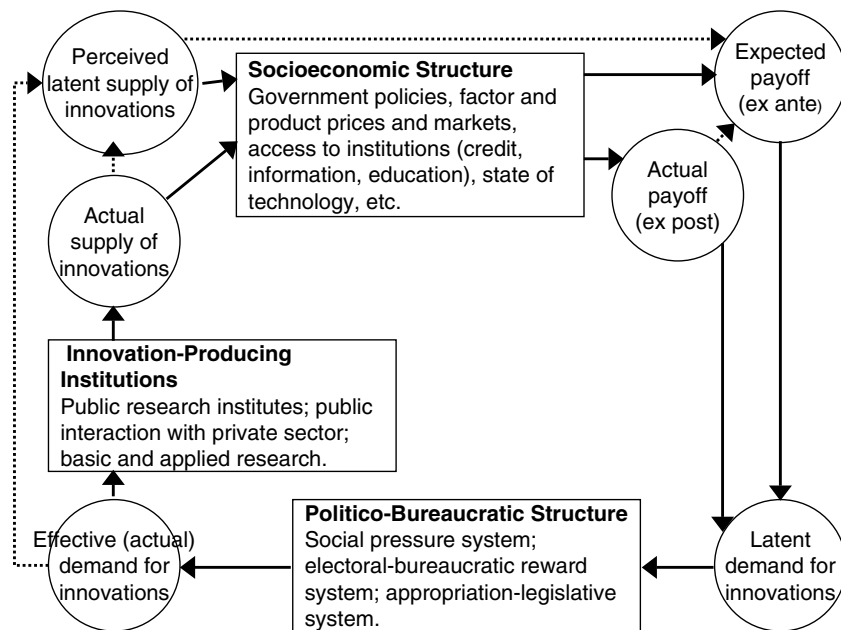 Perceived
latent supply of
innovations
Socioeconomic Structure
Government policies, factor and
product prices and markets,
access to institutions (credit,
information, education), state of
technology, etc.
Expected
payoff
(ex ante)
Actual
payoff
(ex post)
Actual
supply of
innovations
Innovation-Producing
Institutions
Public research institutes; public
interaction with private sector;
basic and applied research.
Effective (actual)
demand for
innovations
Politico-Bureaucratic Structure
Social pressure system;
electoral-bureaucratic reward
system; appropriation-legislative
system.
Latent
demand for
innovations